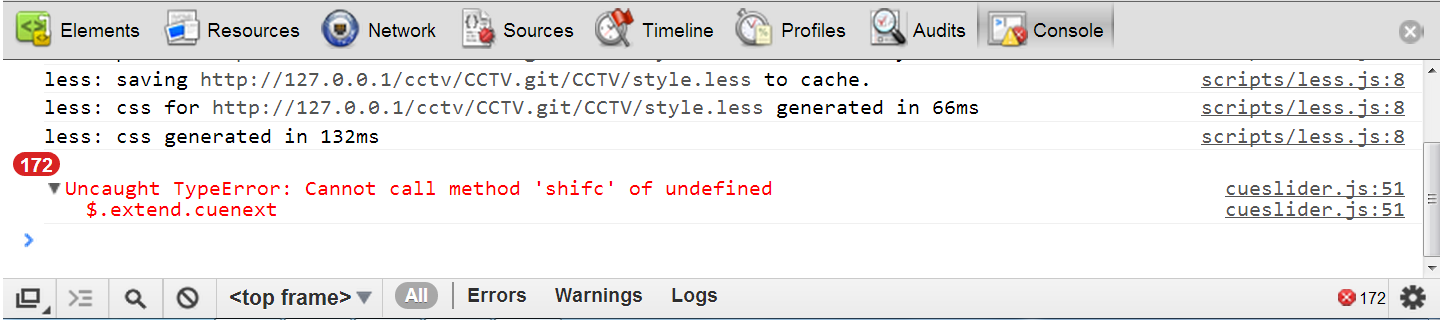 Elements Resources Network Sources Timeline Profiles Audits Console
less: saving http://127.0.0.1/cctv/CCTV.git/CCTV/style.less to cache. scripts/less.js:8
less: css for http://127.0.0.1/cctv/CCTV.git/CCTV/style.less generated in 66ms scripts/less.js:8
less: css generated in 132ms scripts/less.js:8
172
Uncaught TypeError: Cannot call method 'shifc' of undefined cueslider.js:51
$.extend.cuenext cueslider.js:51
<top frame> All Errors Warnings Logs 172